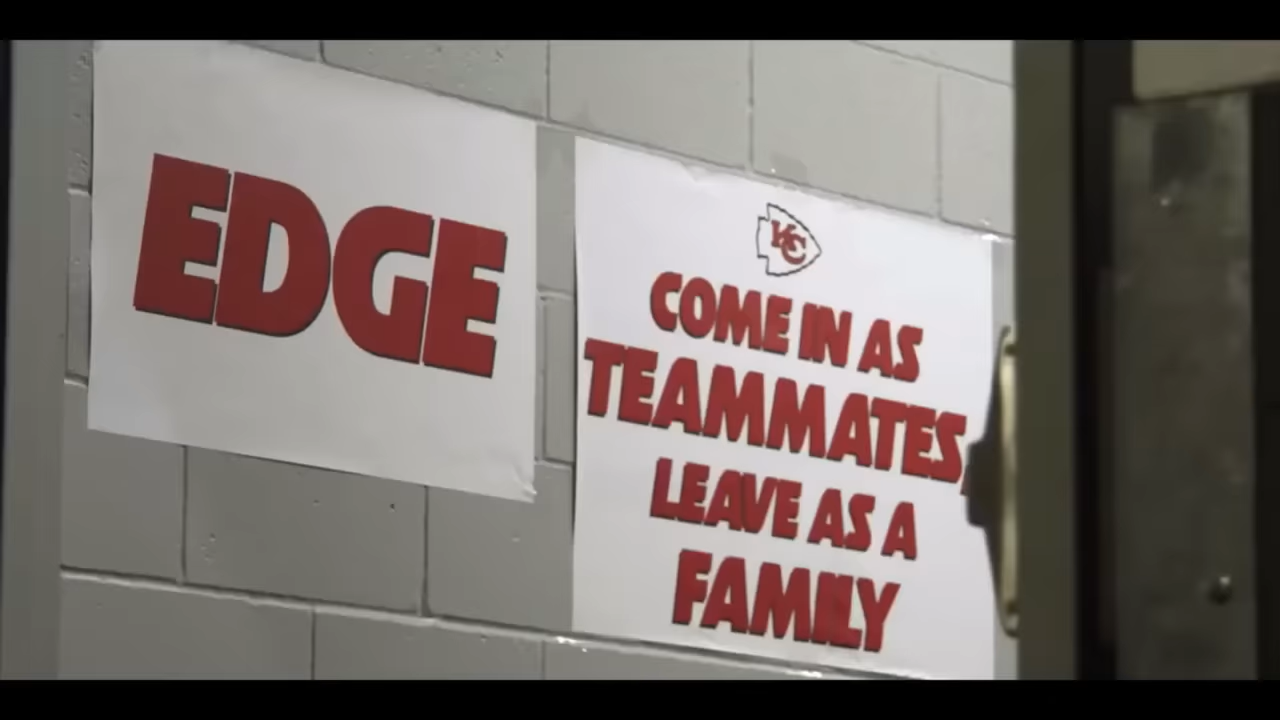 EDGE
KC
COME IN AS
TEAMMATES,
LEAVE AS A
FAMILY